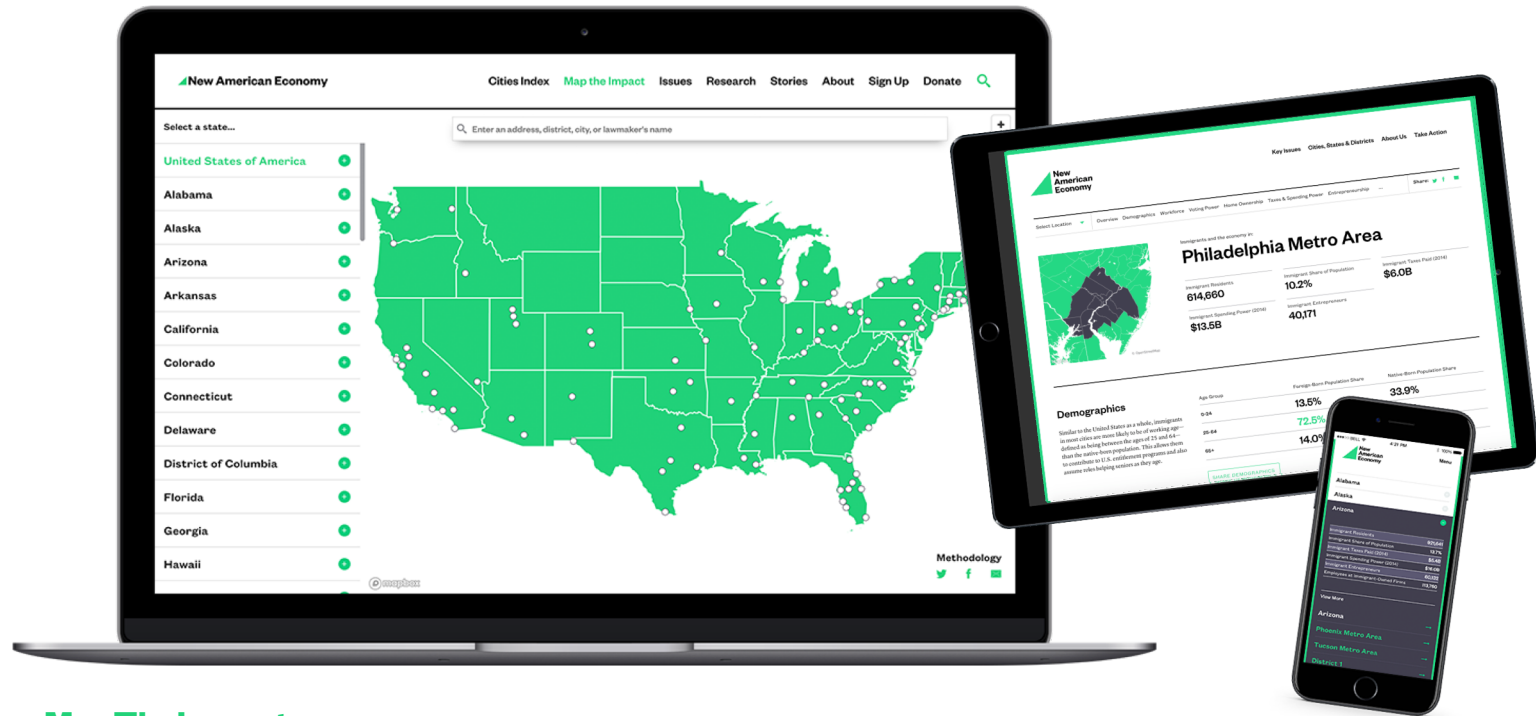 New American Economy
Cities Index Map the Impact Issues Research Stories About Sign Up Donate
Select a state...
Enter an address, district, city, or lawmaker's name
+
United States of America
Alabama
Alaska
Arizona
Arkansas
California
Colorado
Connecticut
Delaware
District of Columbia
Florida
Georgia
Hawaii
mapbox
Methodology
Key Issues Cities, States & Districts About Us Take Action
New
American
Economy
Select Location Overview Demographics Workforce Voting Power Home Ownership Taxes & Spending Power Entrepreneurship ... Share:
Immigrants and the economy in
Philadelphia Metro Area
Immigrant Residents Immigrant Share of Population Immigrant Taxes Paid (2014)
614,660 10.2% $6.0B
Immigrant Spending Power (2014) Immigrant Entrepreneurs
$13.5B 40,171
© OpenStreetMap
Demographics
Similar to the United States as a whole, immigrants
in most cities are more likely to be of working age—
defined as being between the ages of 25 and 64—
than the native-born population. This allows them
to contribute to U.S. entitlement programs and also
assume roles helping seniors as they age.
SHARE DEMOGRAPHICS
Age Group Foreign-Born Population Share Native-Born Population Share
0-24 13.5% 33.9%
25-64 72.5%
65+ 14.0%
BELL 4:21 PM 100%
New
American
Economy
Menu
Alabama
Alaska
Arizona
Immigrant Residents
Immigrant Share of Population 13.7%
Immigrant Taxes Paid (2014)
Immigrant Spending Power (2014)
Immigrant Entrepreneurs
Employees at Immigrant-Owned Firms
View More
Arizona
Phoenix Metro Area
Tucson Metro Area
District 1